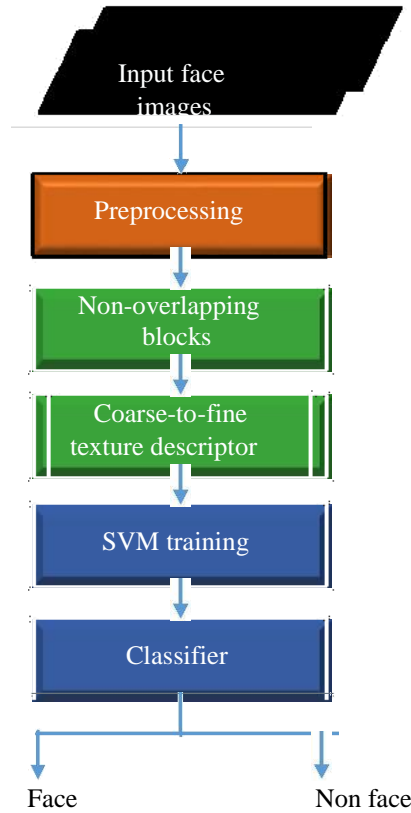 Input face
images
Preprocessing
Non-overlapping
blocks
Coarse-to-fine
texture descriptor
SVM training
Classifier
Face
Non face